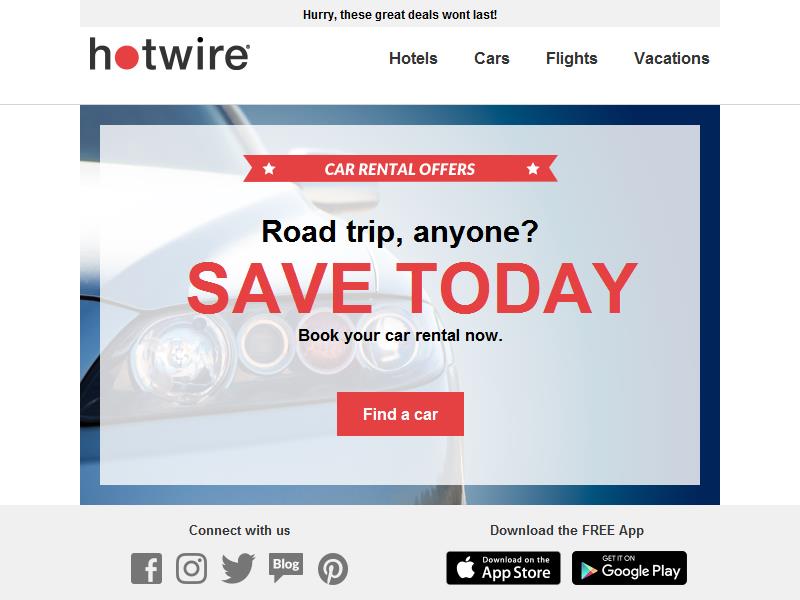 Hurry, these great deals wont last!
hotwire®
Hotels Cars Flights Vacations
CAR RENTAL OFFERS
Road trip, anyone?
SAVE TODAY
Book your car rental now.
Find a car
Connect with us
Download the FREE App
Blog
Download on the
App Store
GET IT ON
Google Play